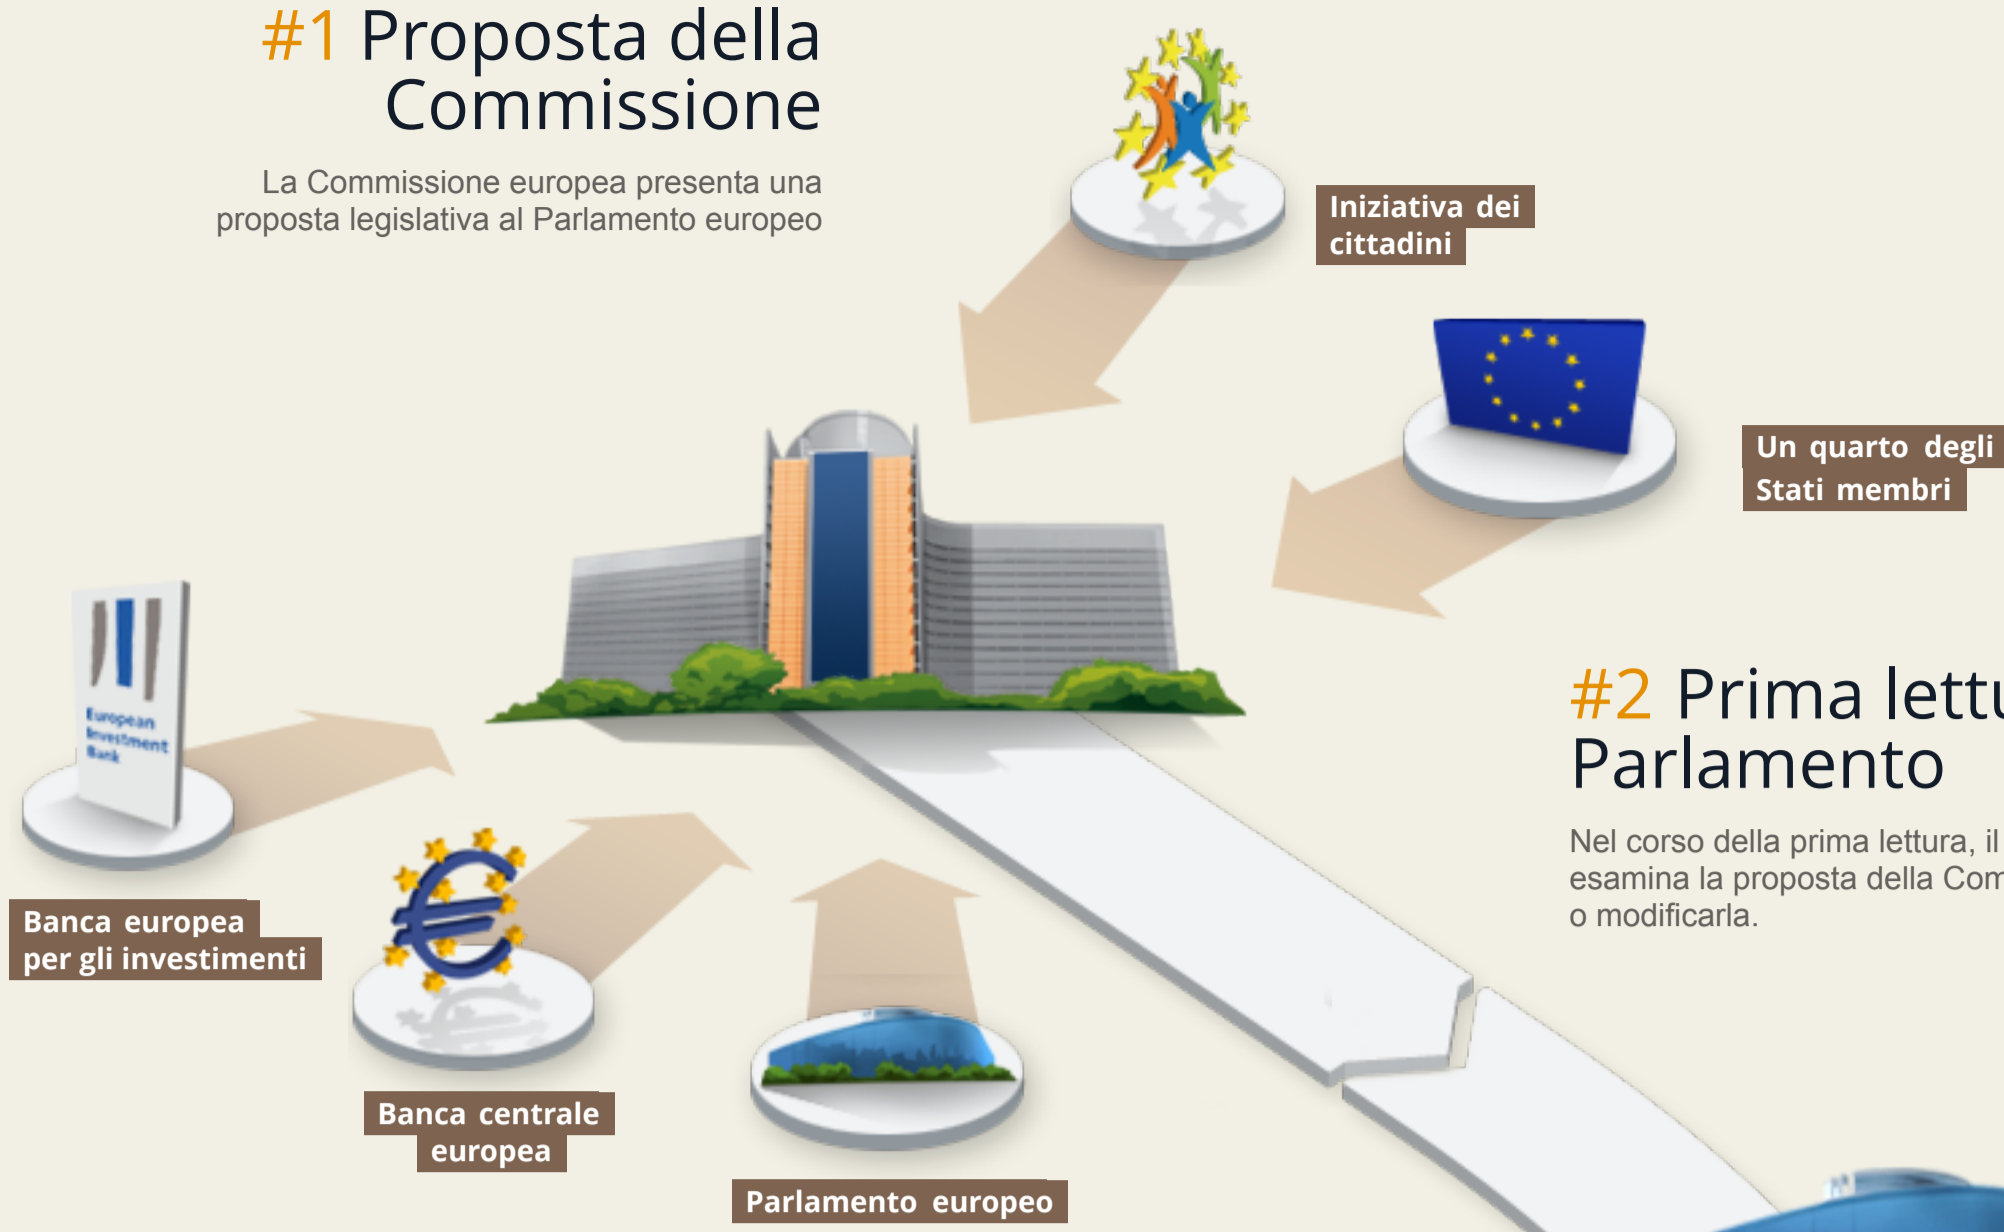 #1 Proposta della
Commissione
La Commissione europea presenta una
proposta legislativa al Parlamento europeo
Iniziativa dei
cittadini
Un quarto degli
Stati membri
European
Investment
Bank
#2 Prima
Parlamento
Nel corso della prima lettura, il
esamina la proposta della
o modificarla.
Banca europea
per gli investimenti
Banca centrale
europea
Parlamento europeo